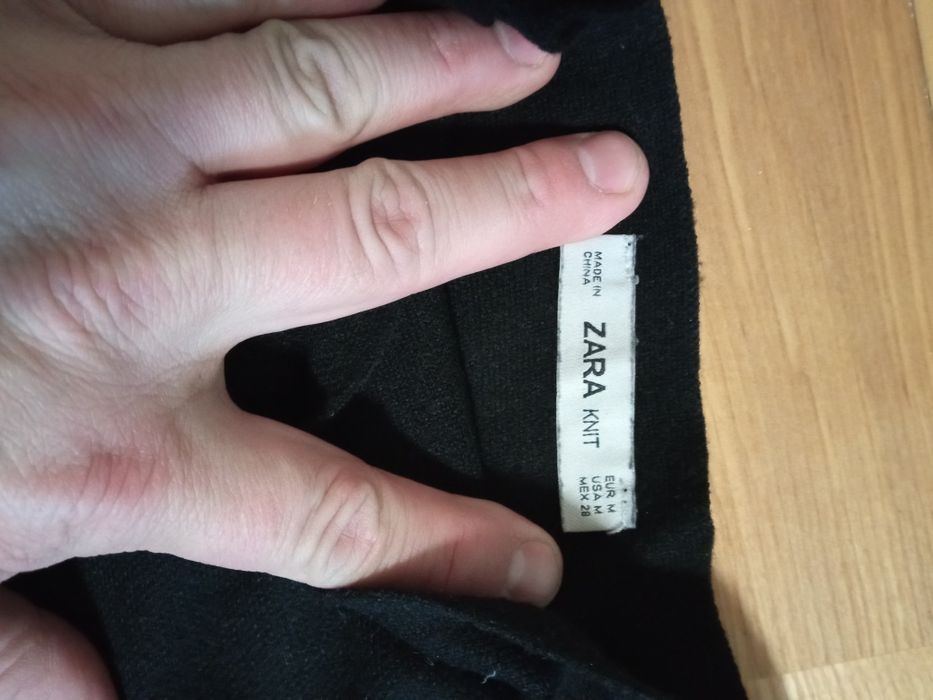 MADE IN
CHINA
ZARA KNIT
EUR M
USA M
MEX 28